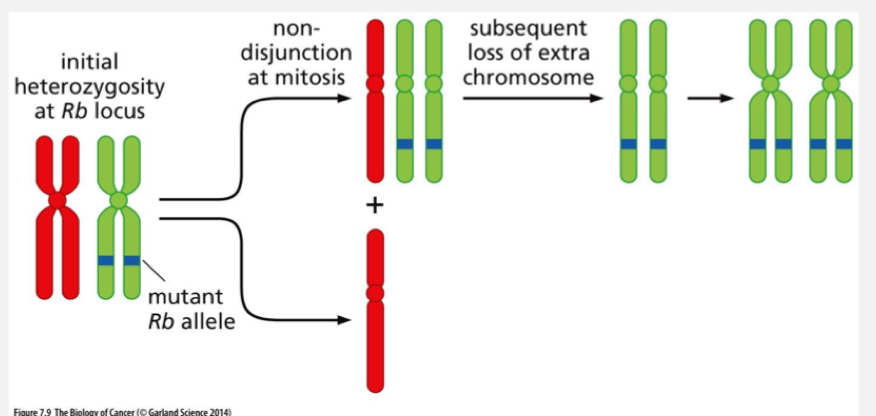 initial
heterozygosity
at Rb locus
non-
disjunction
at mitosis
subsequent
loss of extra
chromosome
+
mutant
Rb allele
Figure 7.9 The Biology of Cancer (© Garland Science 2014)